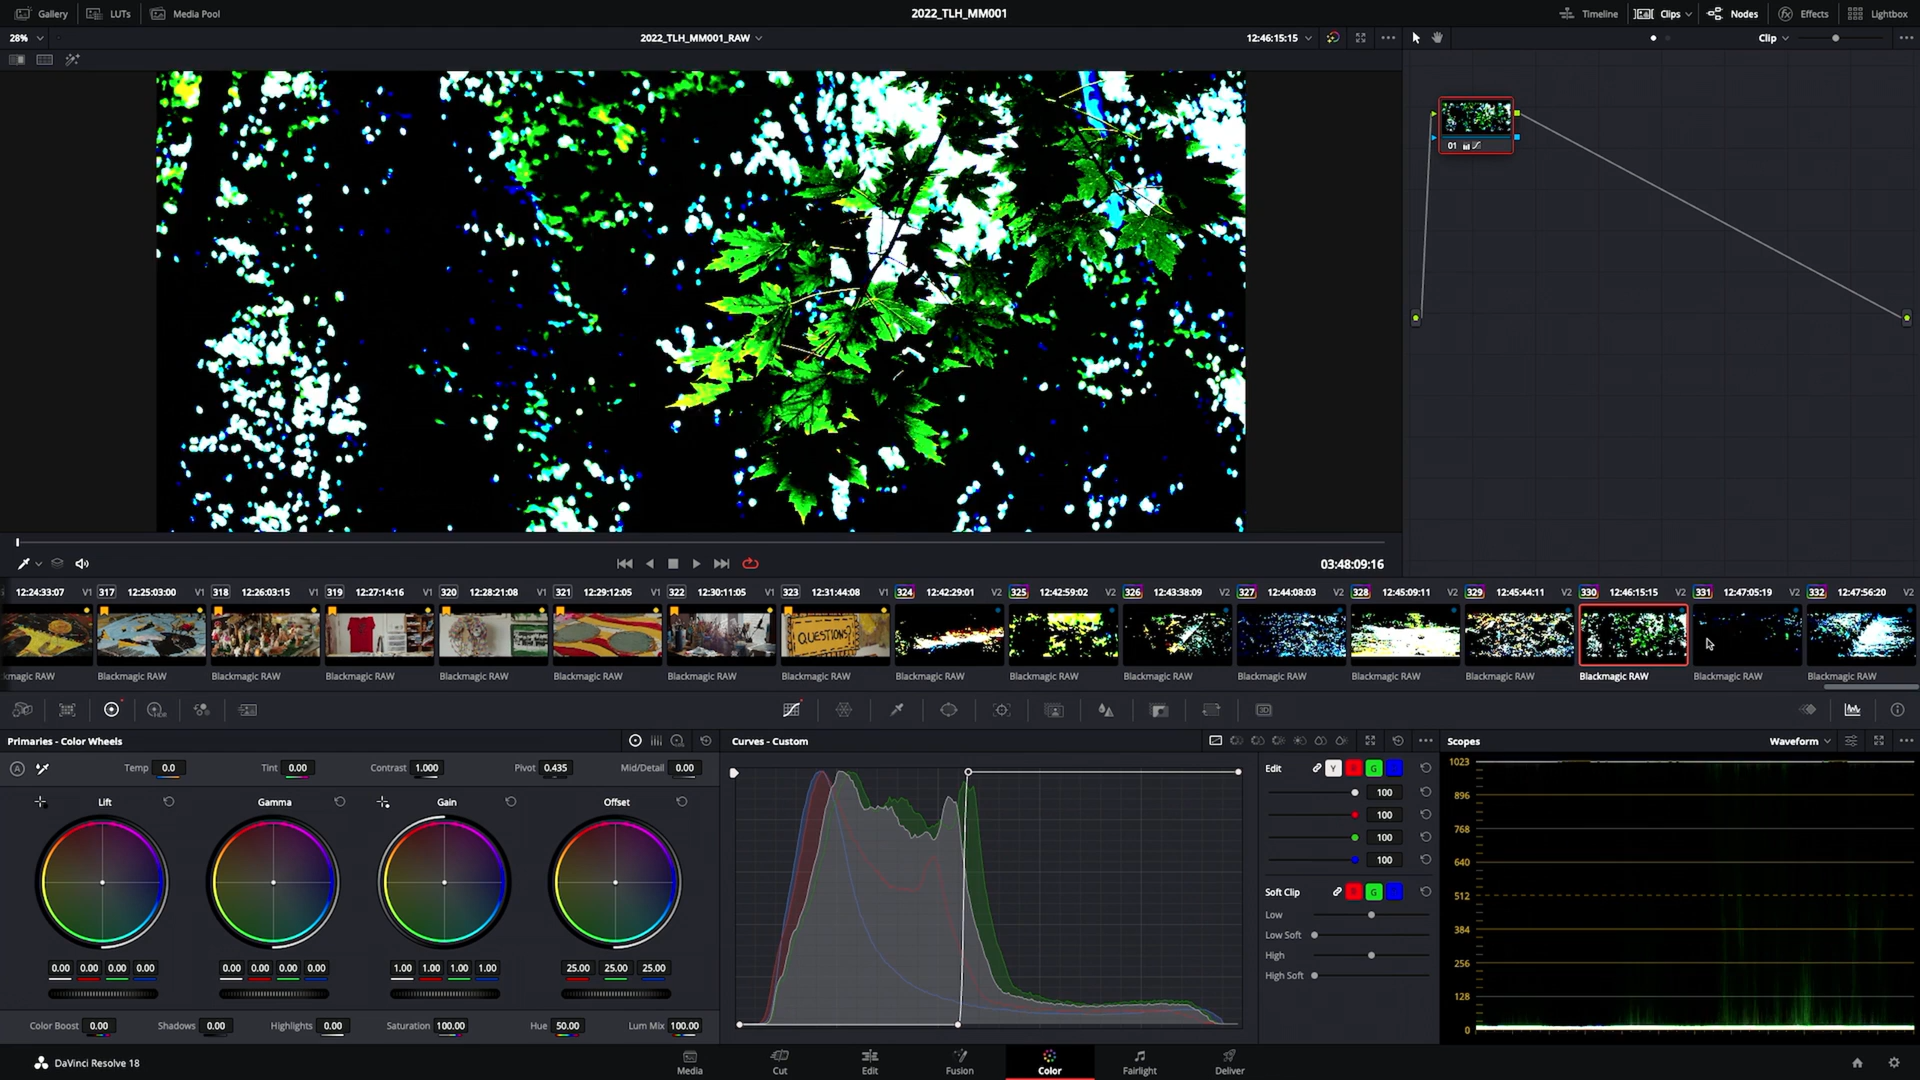 Gallery LUTs Media Pool 2022_TLH_MM001 Timeline Clips Nodes Effects Lightbox
28% 2022_TLH_MM001_RAW 12:46:15:15 Clip
01
03:48:09:16
12:24:33:07 V1 317 12:25:03:00 V1 318 12:26:03:15 V1 319 12:27:14:16 V1 320 12:28:21:08 V1 321 12:29:12:05 V1 322 12:30:11:05 V1 323 12:31:44:08 V1 324 12:42:29:01 V2 325 12:42:59:02 V2 326 12:43:38:09 V2 327 12:44:08:03 V2 328 12:45:09:11 V2 329 12:45:44:11 V2 330 12:46:15:15 V2 331 12:47:05:19 V2 332 12:47:56:20 V2
QUESTIONS?
kmagic RAW Blackmagic RAW Blackmagic RAW Blackmagic RAW Blackmagic RAW Blackmagic RAW Blackmagic RAW Blackmagic RAW Blackmagic RAW Blackmagic RAW Blackmagic RAW Blackmagic RAW Blackmagic RAW Blackmagic RAW Blackmagic RAW Blackmagic RAW Blackmagic RAW
HDR 3D
Primaries - Color Wheels Curves - Custom Scopes Waveform
A Temp 0.0 Tint 0.00 Contrast 1.000 Pivot 0.435 Mid/Detail 0.00 Edit Y R G 1023
Lift Gamma Gain Offset 100 896
100 768
100 640
100 512
Soft Clip R G
Low 384
Low Soft
High 256
0.00 0.00 0.00 0.00 0.00 0.00 0.00 0.00 1.00 1.00 1.00 1.00 25.00 25.00 25.00 High Soft
128
Color Boost 0.00 Shadows 0.00 Highlights 0.00 Saturation 100.00 Hue 50.00 Lum Mix 100.00 0
DaVinci Resolve 18 Media Cut Edit Fusion Color Fairlight Deliver